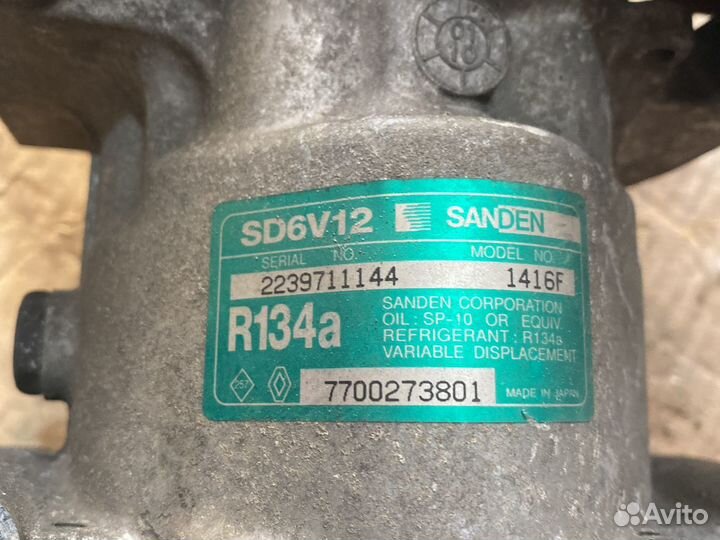 SD6V12 SANDEN
SERIAL NO. MODEL NO.
2239711144 1416F
R134a
SANDEN CORPORATION
OIL : SP-10 OR EQUIV.
REFRIGERANT : R134a
VARIABLE DISPLACEMENT
257
7700273801
MADE IN JAPAN
Avito